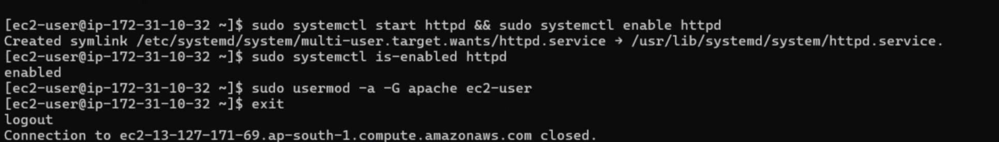 [ec2-user@ip-172-31-10-32 ~]$ sudo systemctl start httpd && sudo systemctl enable httpd
Created symlink /etc/systemd/system/multi-user.target.wants/httpd.service → /usr/lib/systemd/system/httpd.service.
[ec2-user@ip-172-31-10-32 ~]$ sudo systemctl is-enabled httpd
enabled
[ec2-user@ip-172-31-10-32 ~]$ sudo usermod -a -G apache ec2-user
[ec2-user@ip-172-31-10-32 ~]$ exit
logout
Connection to ec2-13-127-171-69.ap-south-1.compute.amazonaws.com closed.